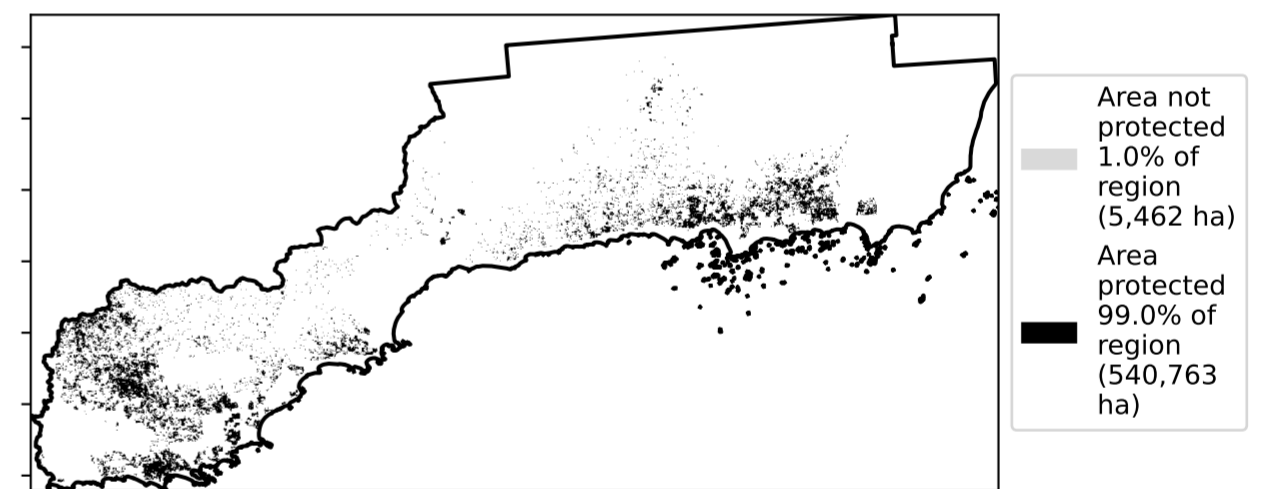 Area not
protected
1.0% of
region
(5,462 ha)
Area
protected
99.0% of
region
(540,763
ha)